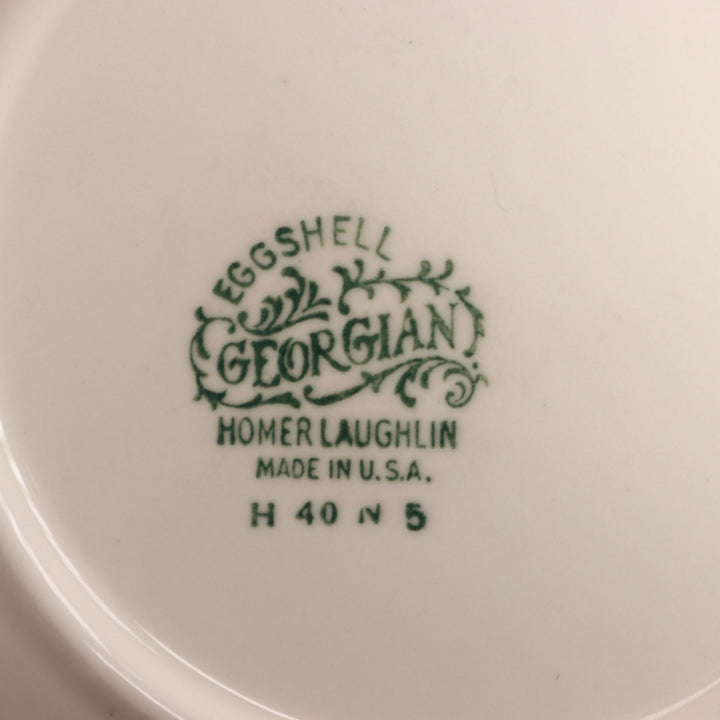 EGGSHELL
GEORGIAN
HOMER LAUGHLIN
MADE IN U.S.A.
H 40 N 5